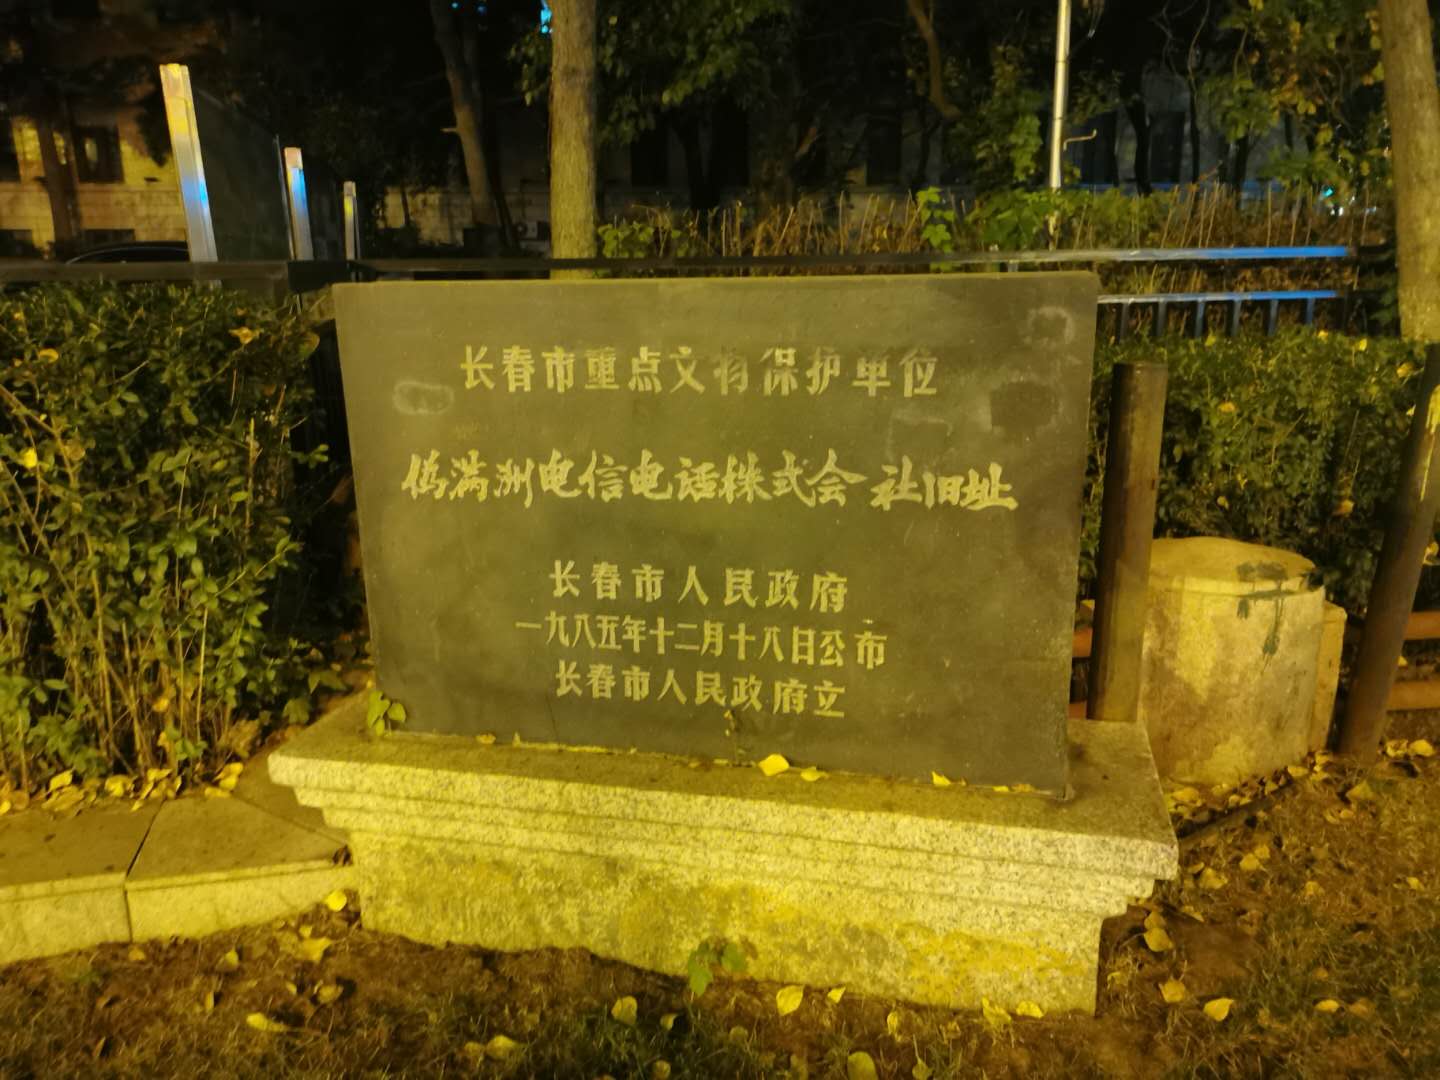 长春市重点文物保护单位
伪满洲电信电话株式会社旧址
长春市人民政府
一九八五年十二月十八日公布
长春市人民政府立